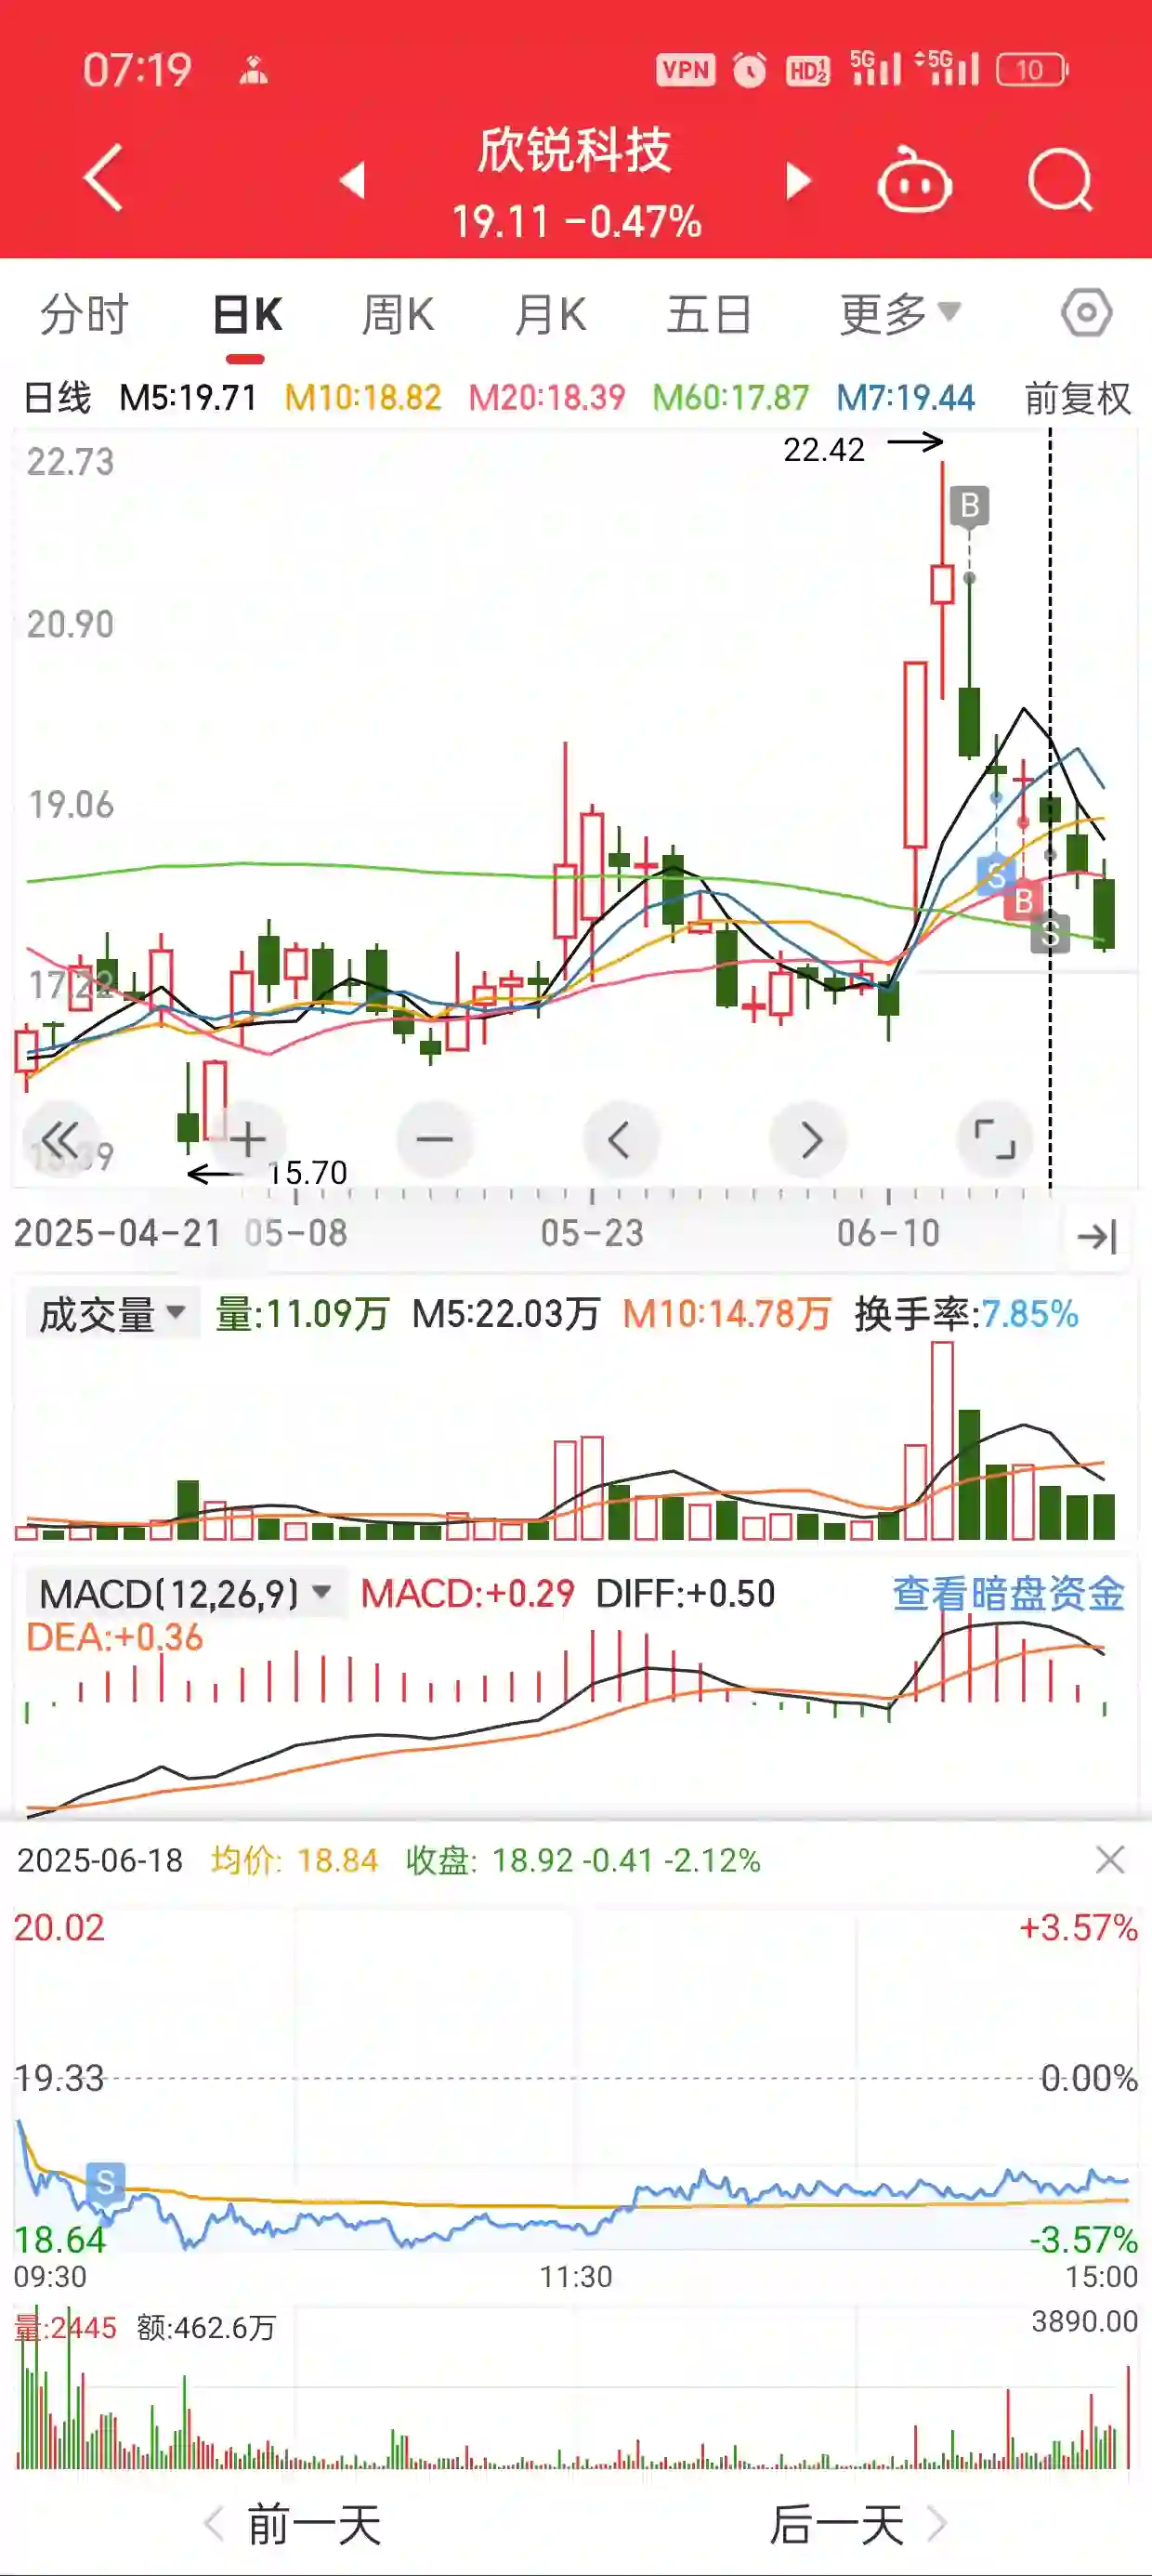 07:19 VPN HD 1 2 5G 5G 10
欣锐科技
19.11 -0.47%
分时 日K 周K 月K 五日 更多
日线 M5:19.71 M10:18.82 M20:18.39 M60:17.87 M7:19.44 前复权
22.73
22.42
B
20.90
19.06
S
B
S
17.22
15.70
2025-04-21 05-08 05-23 06-10
成交量 量:11.09万 M5:22.03万 M10:14.78万 换手率:7.85%
MACD(12,26,9) MACD:+0.29 DIFF:+0.50 查看暗盘资金
DEA:+0.36
2025-06-18 均价: 18.84 收盘: 18.92 -0.41 -2.12%
20.02 +3.57%
19.33 0.00%
S
18.64 -3.57%
09:30 11:30 15:00
量:2445 额:462.6万 3890.00
前一天 后一天